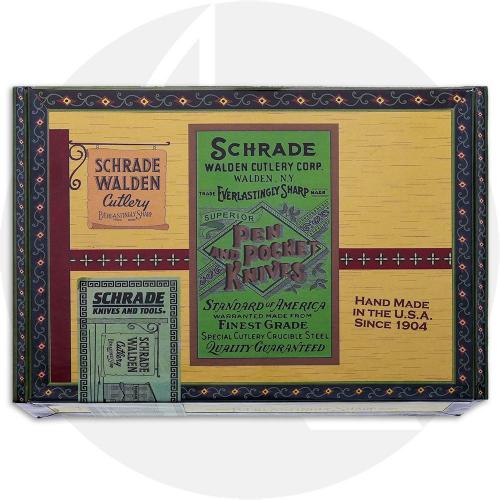 SCHRADE
WALDEN
Cutlery
EVERLASTINGLY SHARP
SCHRADE
KNIVES AND TOOLS
SCHRADE
WALDEN
Cutlery
SCHRADE
WALDEN CUTLERY CORP.
WALDEN, N.Y
TRADE EVERLASTINGLY SHARP MARK
SUPERIOR
PEN
AND POCKET
KNIVES
STANDARD OF AMERICA
WARRANTED MADE FROM
FINEST GRADE
SPECIAL CUTLERY CRUCIBLE STEEL
QUALITY GUARANTEED
HAND MADE
IN THE U.S.A.
SINCE 1904